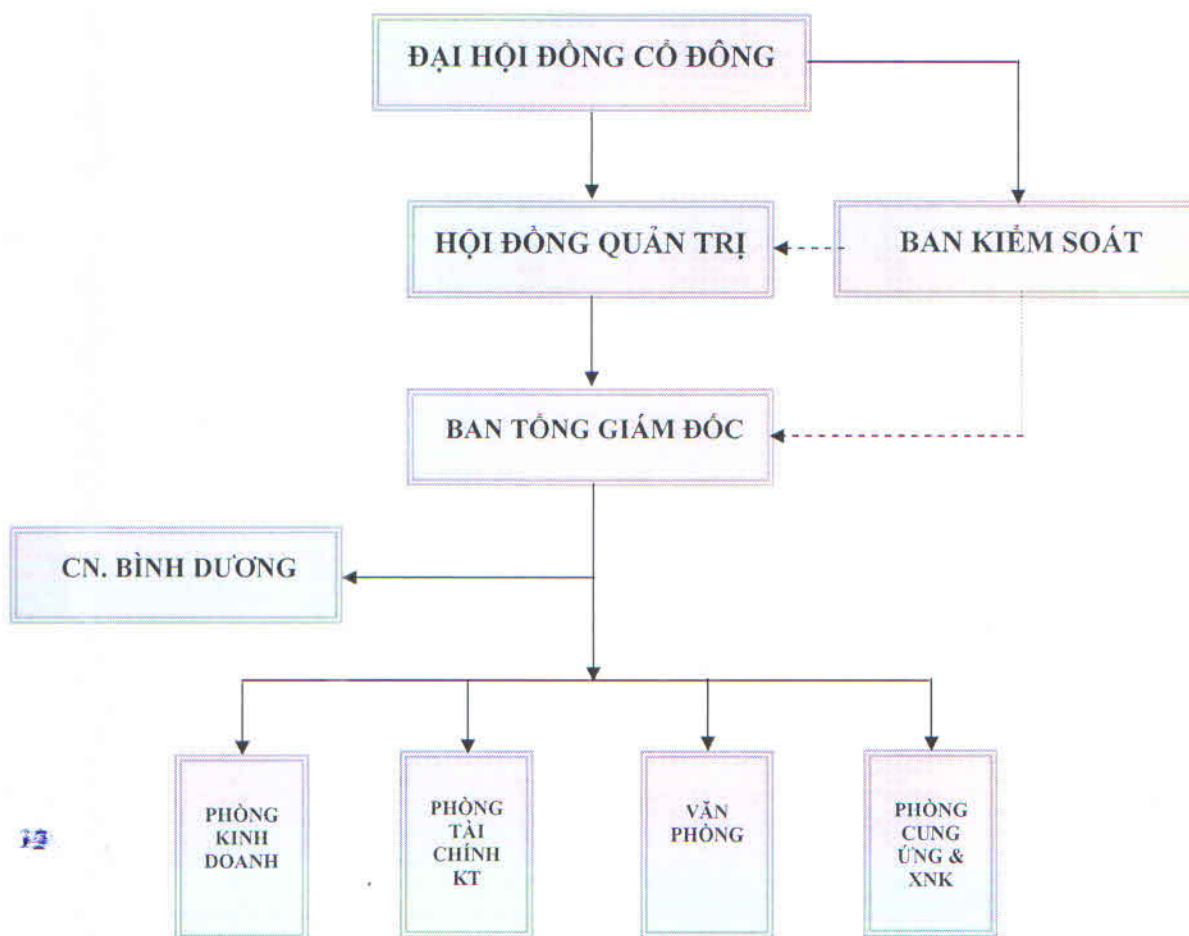 ĐẠI HỘI ĐỒNG CỔ ĐÔNG
HỘI ĐỒNG QUẢN TRỊ
BAN KIỂM SOÁT
BAN TỔNG GIÁM ĐỐC
CN. BÌNH DƯƠNG
PHÒNG
KINH
DOANH
PHÒNG
TÀI
CHÍNH
KT
VĂN
PHÒNG
PHÒNG
CUNG
ỨNG &
XNK